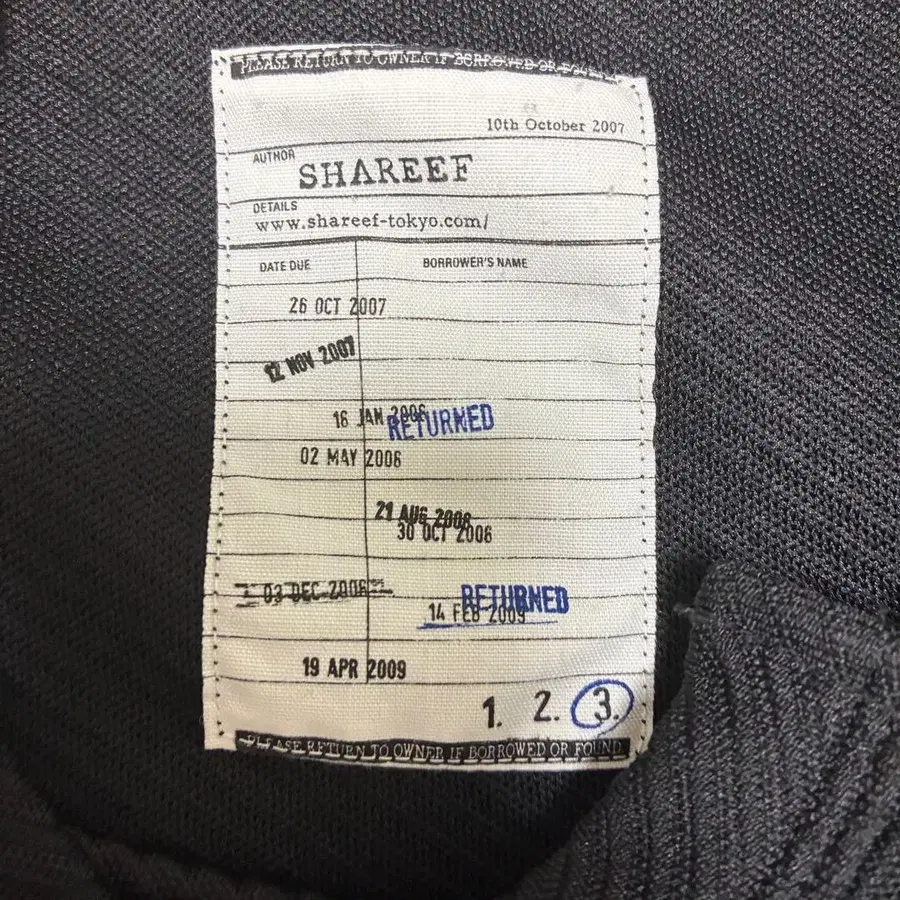 PLEASE RETURN TO OWNER IF BORROWED OR FOUND
10th October 2007
AUTHOR
SHAREEF
DETAILS
www.shareef-tokyo.com/
DATE DUE BORROWER'S NAME
26 OCT 2007
12 NOV 2007
16 JAN 2006
RETURNED
02 MAY 2006
21 AUG 2006
30 OCT 2006
03 DEC 2006
RETURNED
14 FEB 2009
19 APR 2009
1. 2. 3.
PLEASE RETURN TO OWNER IF BORROWED OR FOUND.